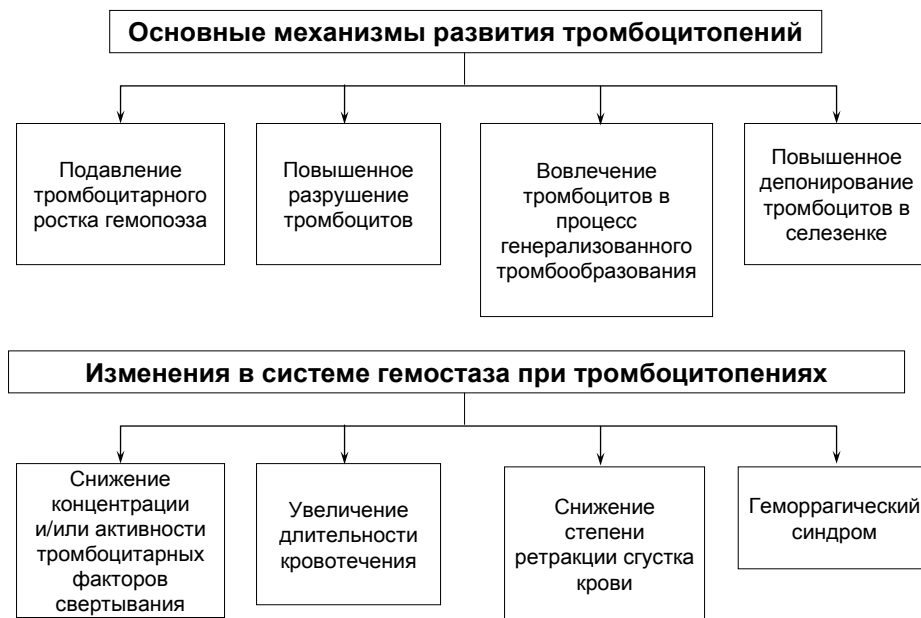 Основные механизмы развития тромбоцитопений
Подавление
тромбоцитарного
ростка гемопоэза
Повышенное
разрушение
тромбоцитов
Вовлечение
тромбоцитов в
процесс
генерализованного
тромбообразования
Повышенное
депонирование
тромбоцитов в
селезенке
Изменения в системе гемостаза при тромбоцитопениях
Снижение
концентрации
и/или активности
тромбоцитарных
факторов
свертывания
Увеличение
длительности
кровотечения
Снижение
степени
ретракции сгустка
крови
Геморрагический
синдром